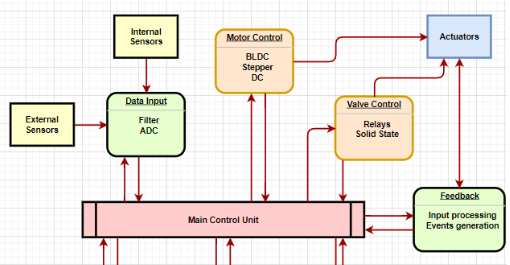 Internal
Sensors
Motor Control
BLDC
Stepper
DC
Actuators
External
Sensors
Data Input
Filter
ADC
Valve Control
Relays
Solid State
Main Control Unit
Feedback
Input processing
Events generation